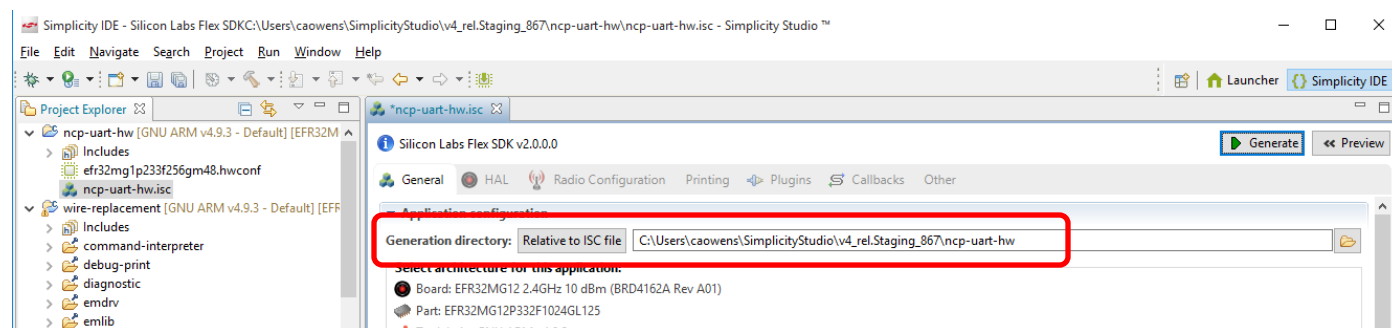 Simplicity IDE - Silicon Labs Flex SDKC:\Users\caowens\SimplicityStudio\v4_rel.Staging_867\ncp-uart-hw\ncp-uart-hw.isc - Simplicity Studio ™
File Edit Navigate Search Project Run Window Help
Launcher {} Simplicity IDE
Project Explorer
*ncp-uart-hw.isc
ncp-uart-hw [GNU ARM v4.9.3 - Default] [EFR32M
Includes
efr32mg1p233f256gm48.hwconf
ncp-uart-hw.isc
wire-replacement [GNU ARM v4.9.3 - Default] [EFR
Includes
command-interpreter
debug-print
diagnostic
emdrv
emlib
Silicon Labs Flex SDK v2.0.0.0
Generate
Preview
General HAL Radio Configuration Printing Plugins Callbacks Other
Application configuration
Generation directory: Relative to ISC file C:\Users\caowens\SimplicityStudio\v4_rel.Staging_867\ncp-uart-hw
Select architecture for this application:
Board: EFR32MG12 2.4GHz 10 dBm (BRD4162A Rev A01)
Part: EFR32MG12P332F1024GL125